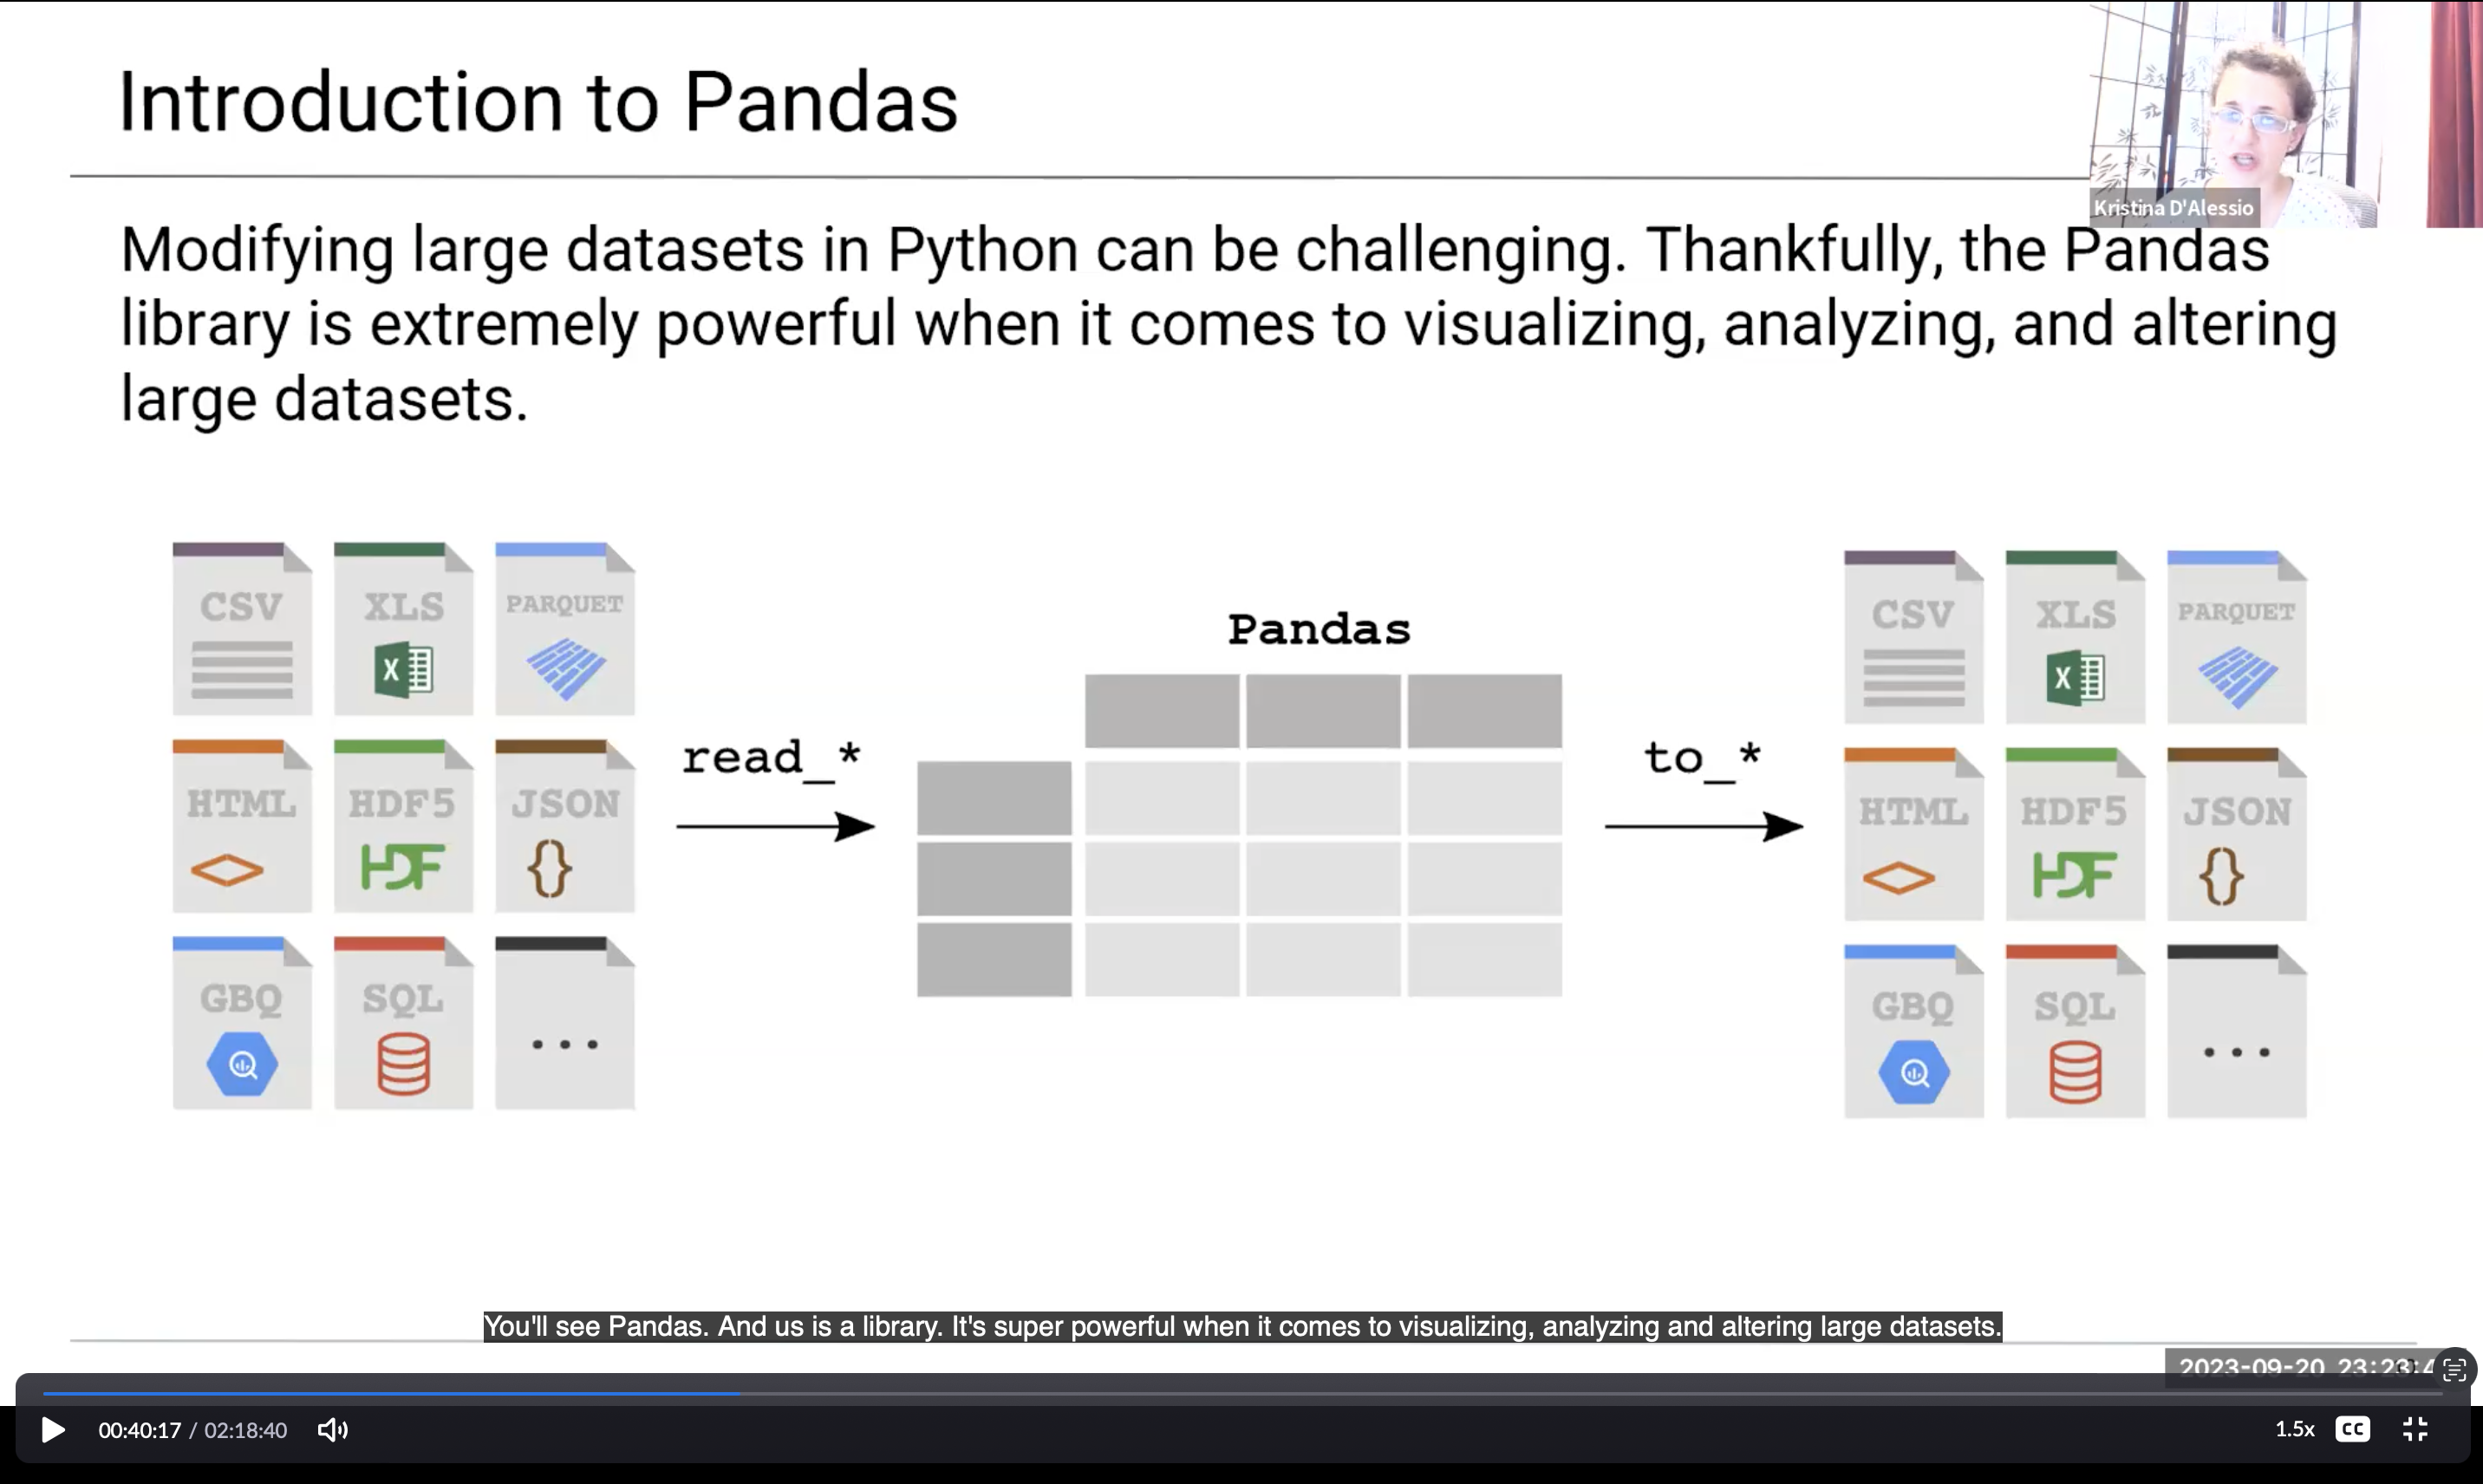 Introduction to Pandas
Kristina D'Alessio
Modifying large datasets in Python can be challenging. Thankfully, the Pandas
library is extremely powerful when it comes to visualizing, analyzing, and altering
large datasets.
CSV XLS PARQUET
X
HTML HDF5 JSON
<> HDF {}
GBQ SQL ...
read_*
Pandas
to_*
CSV XLS PARQUET
X
HTML HDF5 JSON
<> HDF {}
GBQ SQL ...
You'll see Pandas. And us is a library. It's super powerful when it comes to visualizing, analyzing and altering large datasets.
2023-09-20 23:23:4
00:40:17 / 02:18:40
1.5x CC